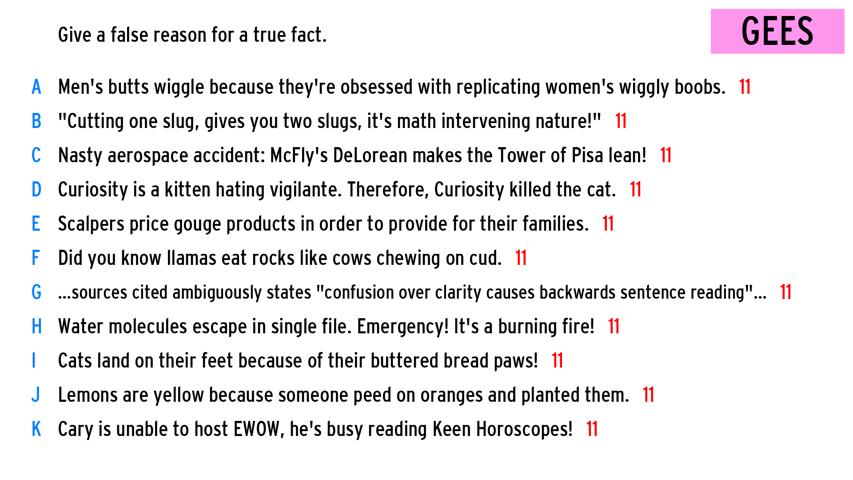 Give a false reason for a true fact.
GEES
A Men's butts wiggle because they're obsessed with replicating women's wiggly boobs. 11
B "Cutting one slug, gives you two slugs, it's math intervening nature!" 11
C Nasty aerospace accident: McFly's DeLorean makes the Tower of Pisa lean! 11
D Curiosity is a kitten hating vigilante. Therefore, Curiosity killed the cat. 11
E Scalpers price gouge products in order to provide for their families. 11
F Did you know llamas eat rocks like cows chewing on cud. 11
G ...sources cited ambiguously states "confusion over clarity causes backwards sentence reading"... 11
H Water molecules escape in single file. Emergency! It's a burning fire! 11
I Cats land on their feet because of their buttered bread paws! 11
J Lemons are yellow because someone peed on oranges and planted them. 11
K Cary is unable to host EWOW, he's busy reading Keen Horoscopes! 11